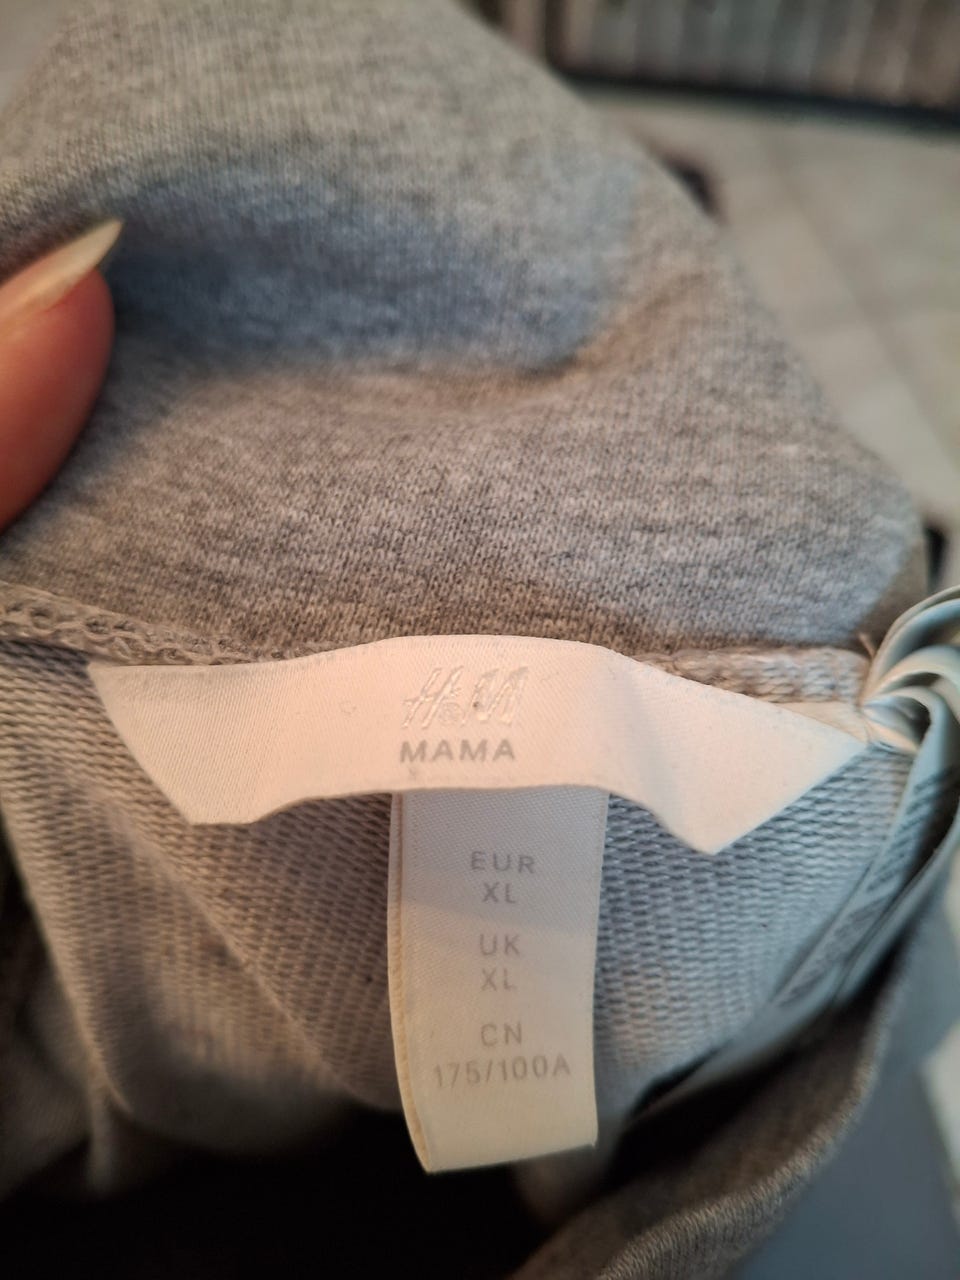 H&M
MAMA
EUR
XL
UK
XL
CN
175/100A